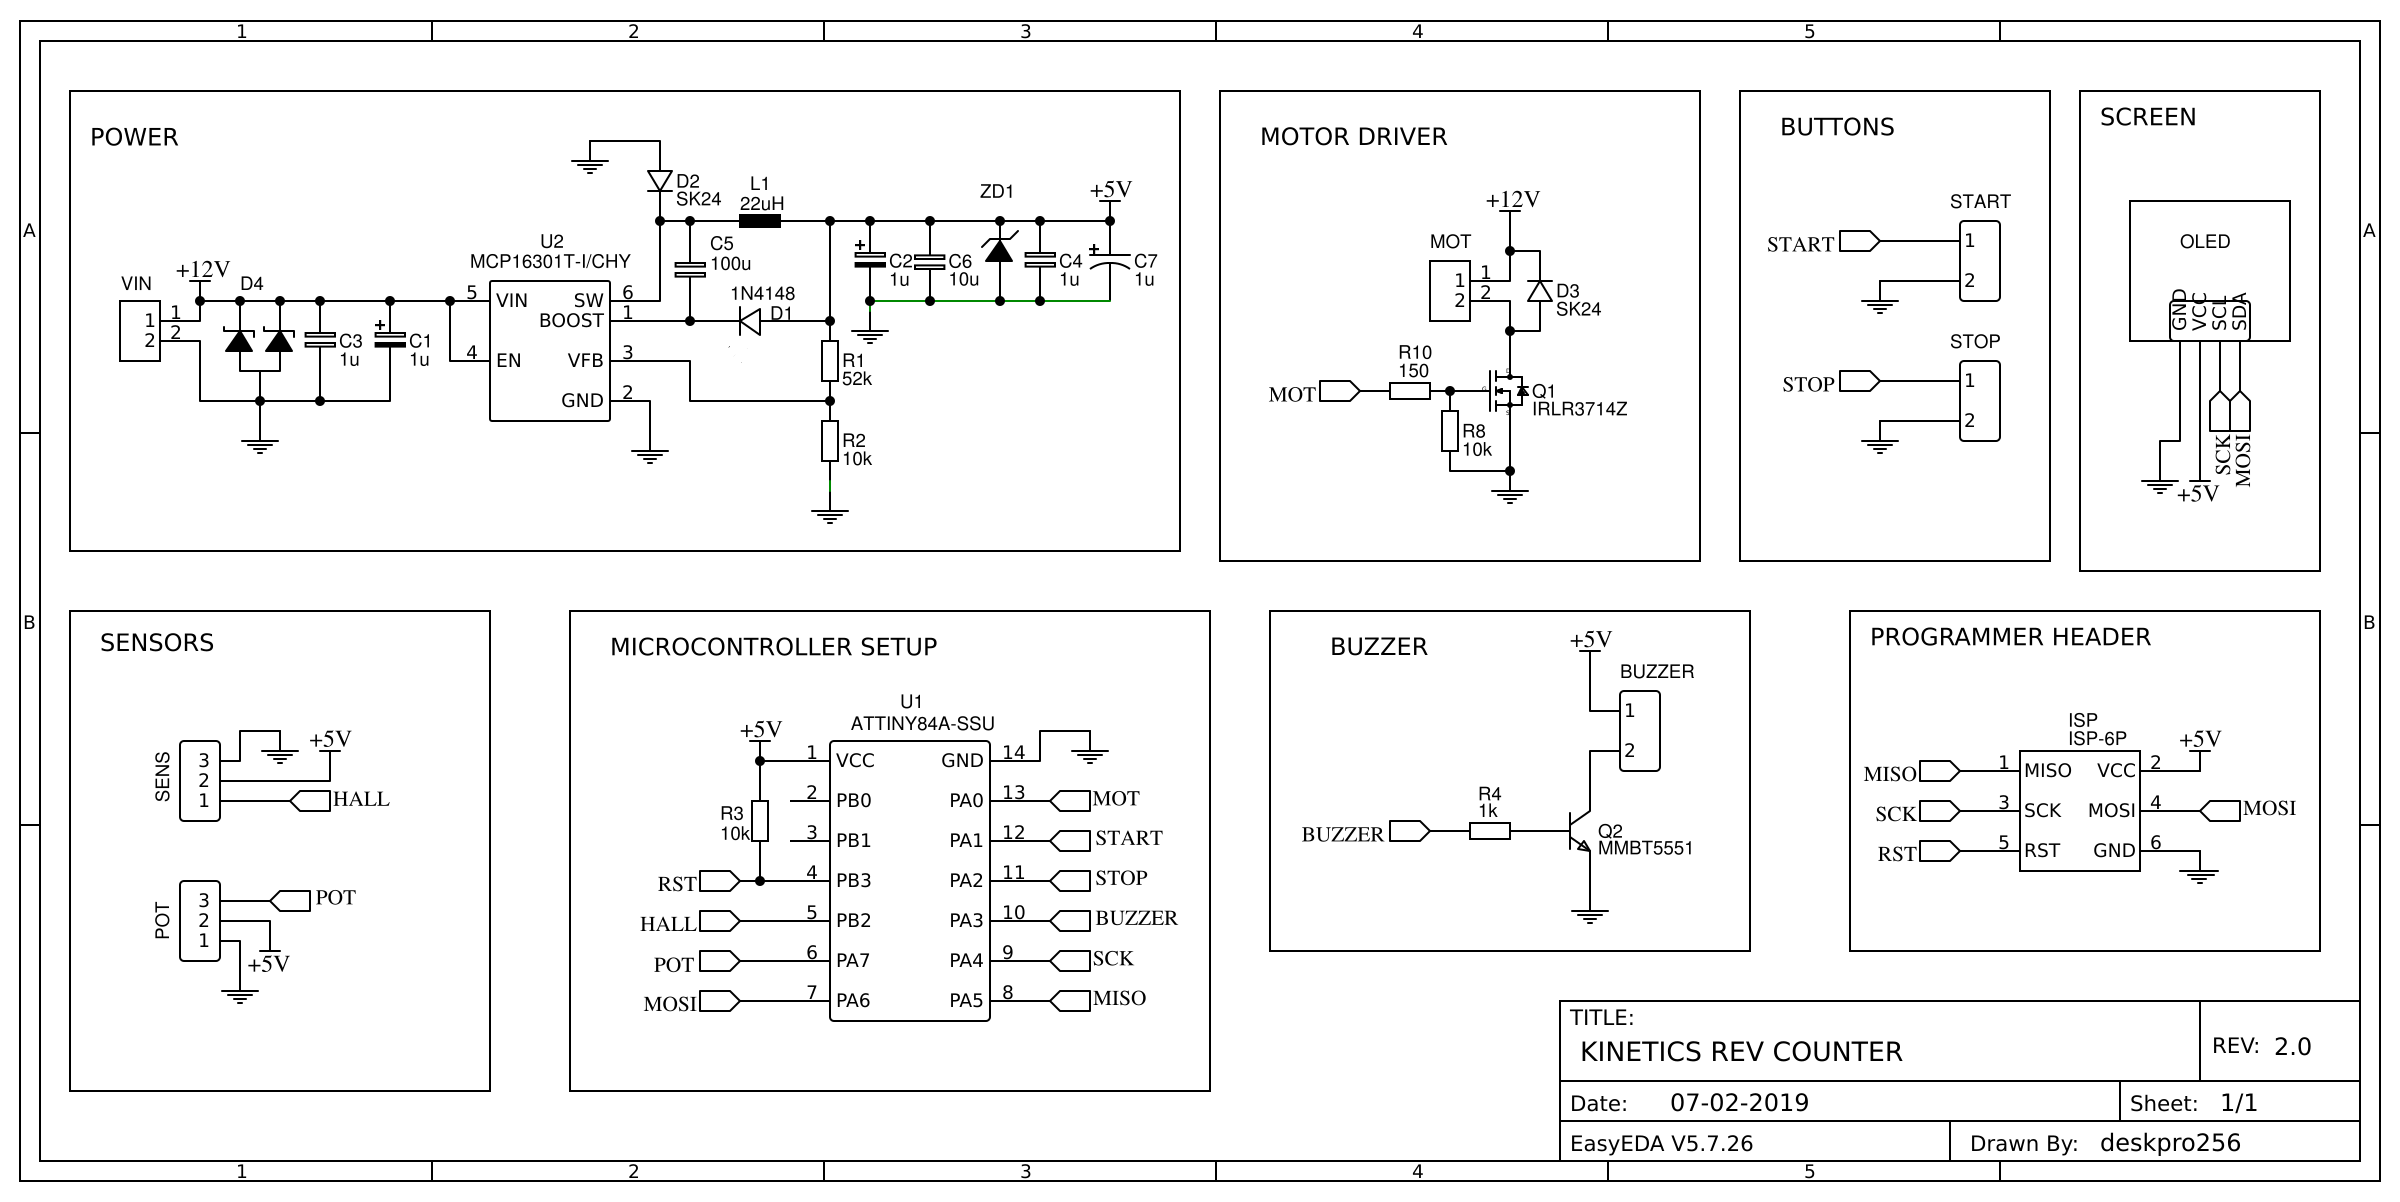 1 2 3 4 5
A
A
B
B
POWER
D2
SK24
L1
22uH
ZD1
+5V
U2
MCP16301T-I/CHY
C5
100u
C2
1u
C6
10u
C4
1u
C7
1u
+12V
VIN
D4
1 1
2 2
C3
1u
C1
1u
5 VIN SW 6
BOOST 1
4 EN VFB 3
GND 2
1N4148
D1
R1
52k
R2
10k
MOTOR DRIVER
+12V
MOT
1 1
2 2
D3
SK24
R10
150
MOT
Q1
IRLR3714Z
R8
10k
BUTTONS
START
START 1
2
STOP
STOP 1
2
SCREEN
OLED
GND
VCC
SCL
SDA
SCK
MOSI
+5V
SENSORS
SENS
3
2
1
+5V
HALL
POT
3
2
1
POT
+5V
MICROCONTROLLER SETUP
U1
ATTINY84A-SSU
+5V
R3
10k
1 VCC GND 14
2 PB0 PA0 13 MOT
3 PB1 PA1 12 START
RST 4 PB3 PA2 11 STOP
HALL 5 PB2 PA3 10 BUZZER
POT 6 PA7 PA4 9 SCK
MOSI 7 PA6 PA5 8 MISO
BUZZER
+5V
BUZZER
1
2
R4
1k
BUZZER
Q2
MMBT5551
PROGRAMMER HEADER
ISP
ISP-6P
+5V
MISO 1 MISO VCC 2
SCK 3 SCK MOSI 4 MOSI
RST 5 RST GND 6
TITLE:
KINETICS REV COUNTER
REV: 2.0
Date: 07-02-2019
Sheet: 1/1
EasyEDA V5.7.26
Drawn By: deskpro256
1 2 3 4 5